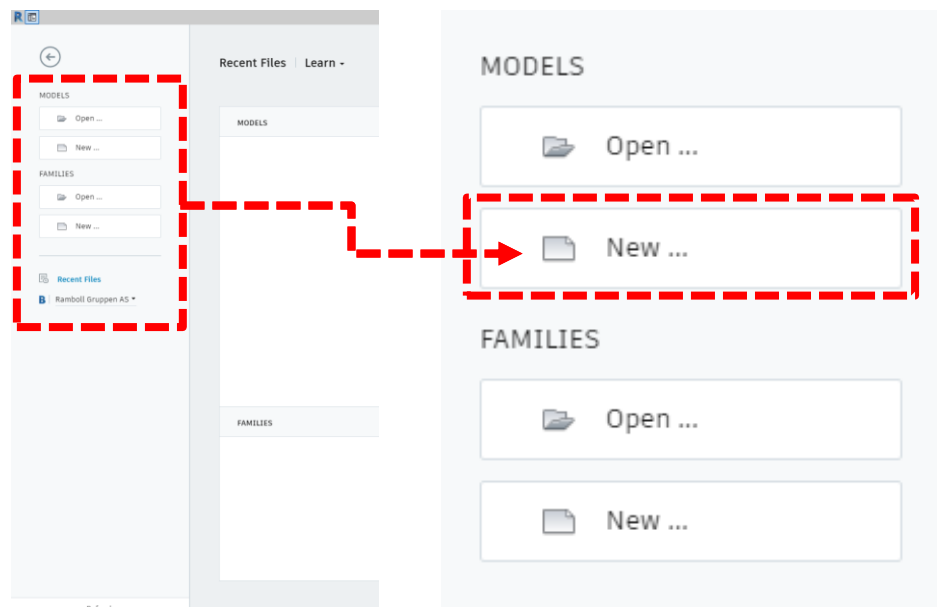 R
Recent Files | Learn
MODELS
Open ...
New ...
FAMILIES
Open ...
New ...
Recent Files
B | Ramboll Gruppen AS
MODELS
FAMILIES
MODELS
Open ...
New ...
FAMILIES
Open ...
New ...